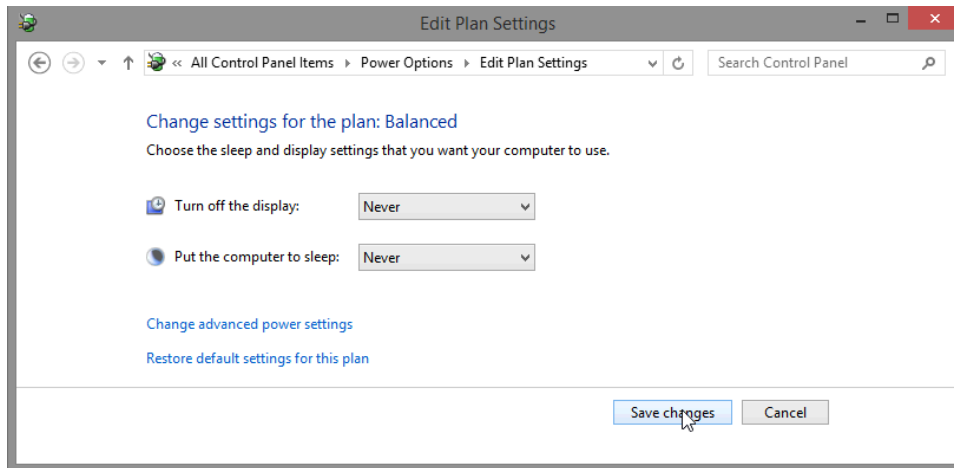 Edit Plan Settings
« All Control Panel Items Power Options Edit Plan Settings Search Control Panel
Change settings for the plan: Balanced
Choose the sleep and display settings that you want your computer to use.
Turn off the display: Never
Put the computer to sleep: Never
Change advanced power settings
Restore default settings for this plan
Save changes Cancel